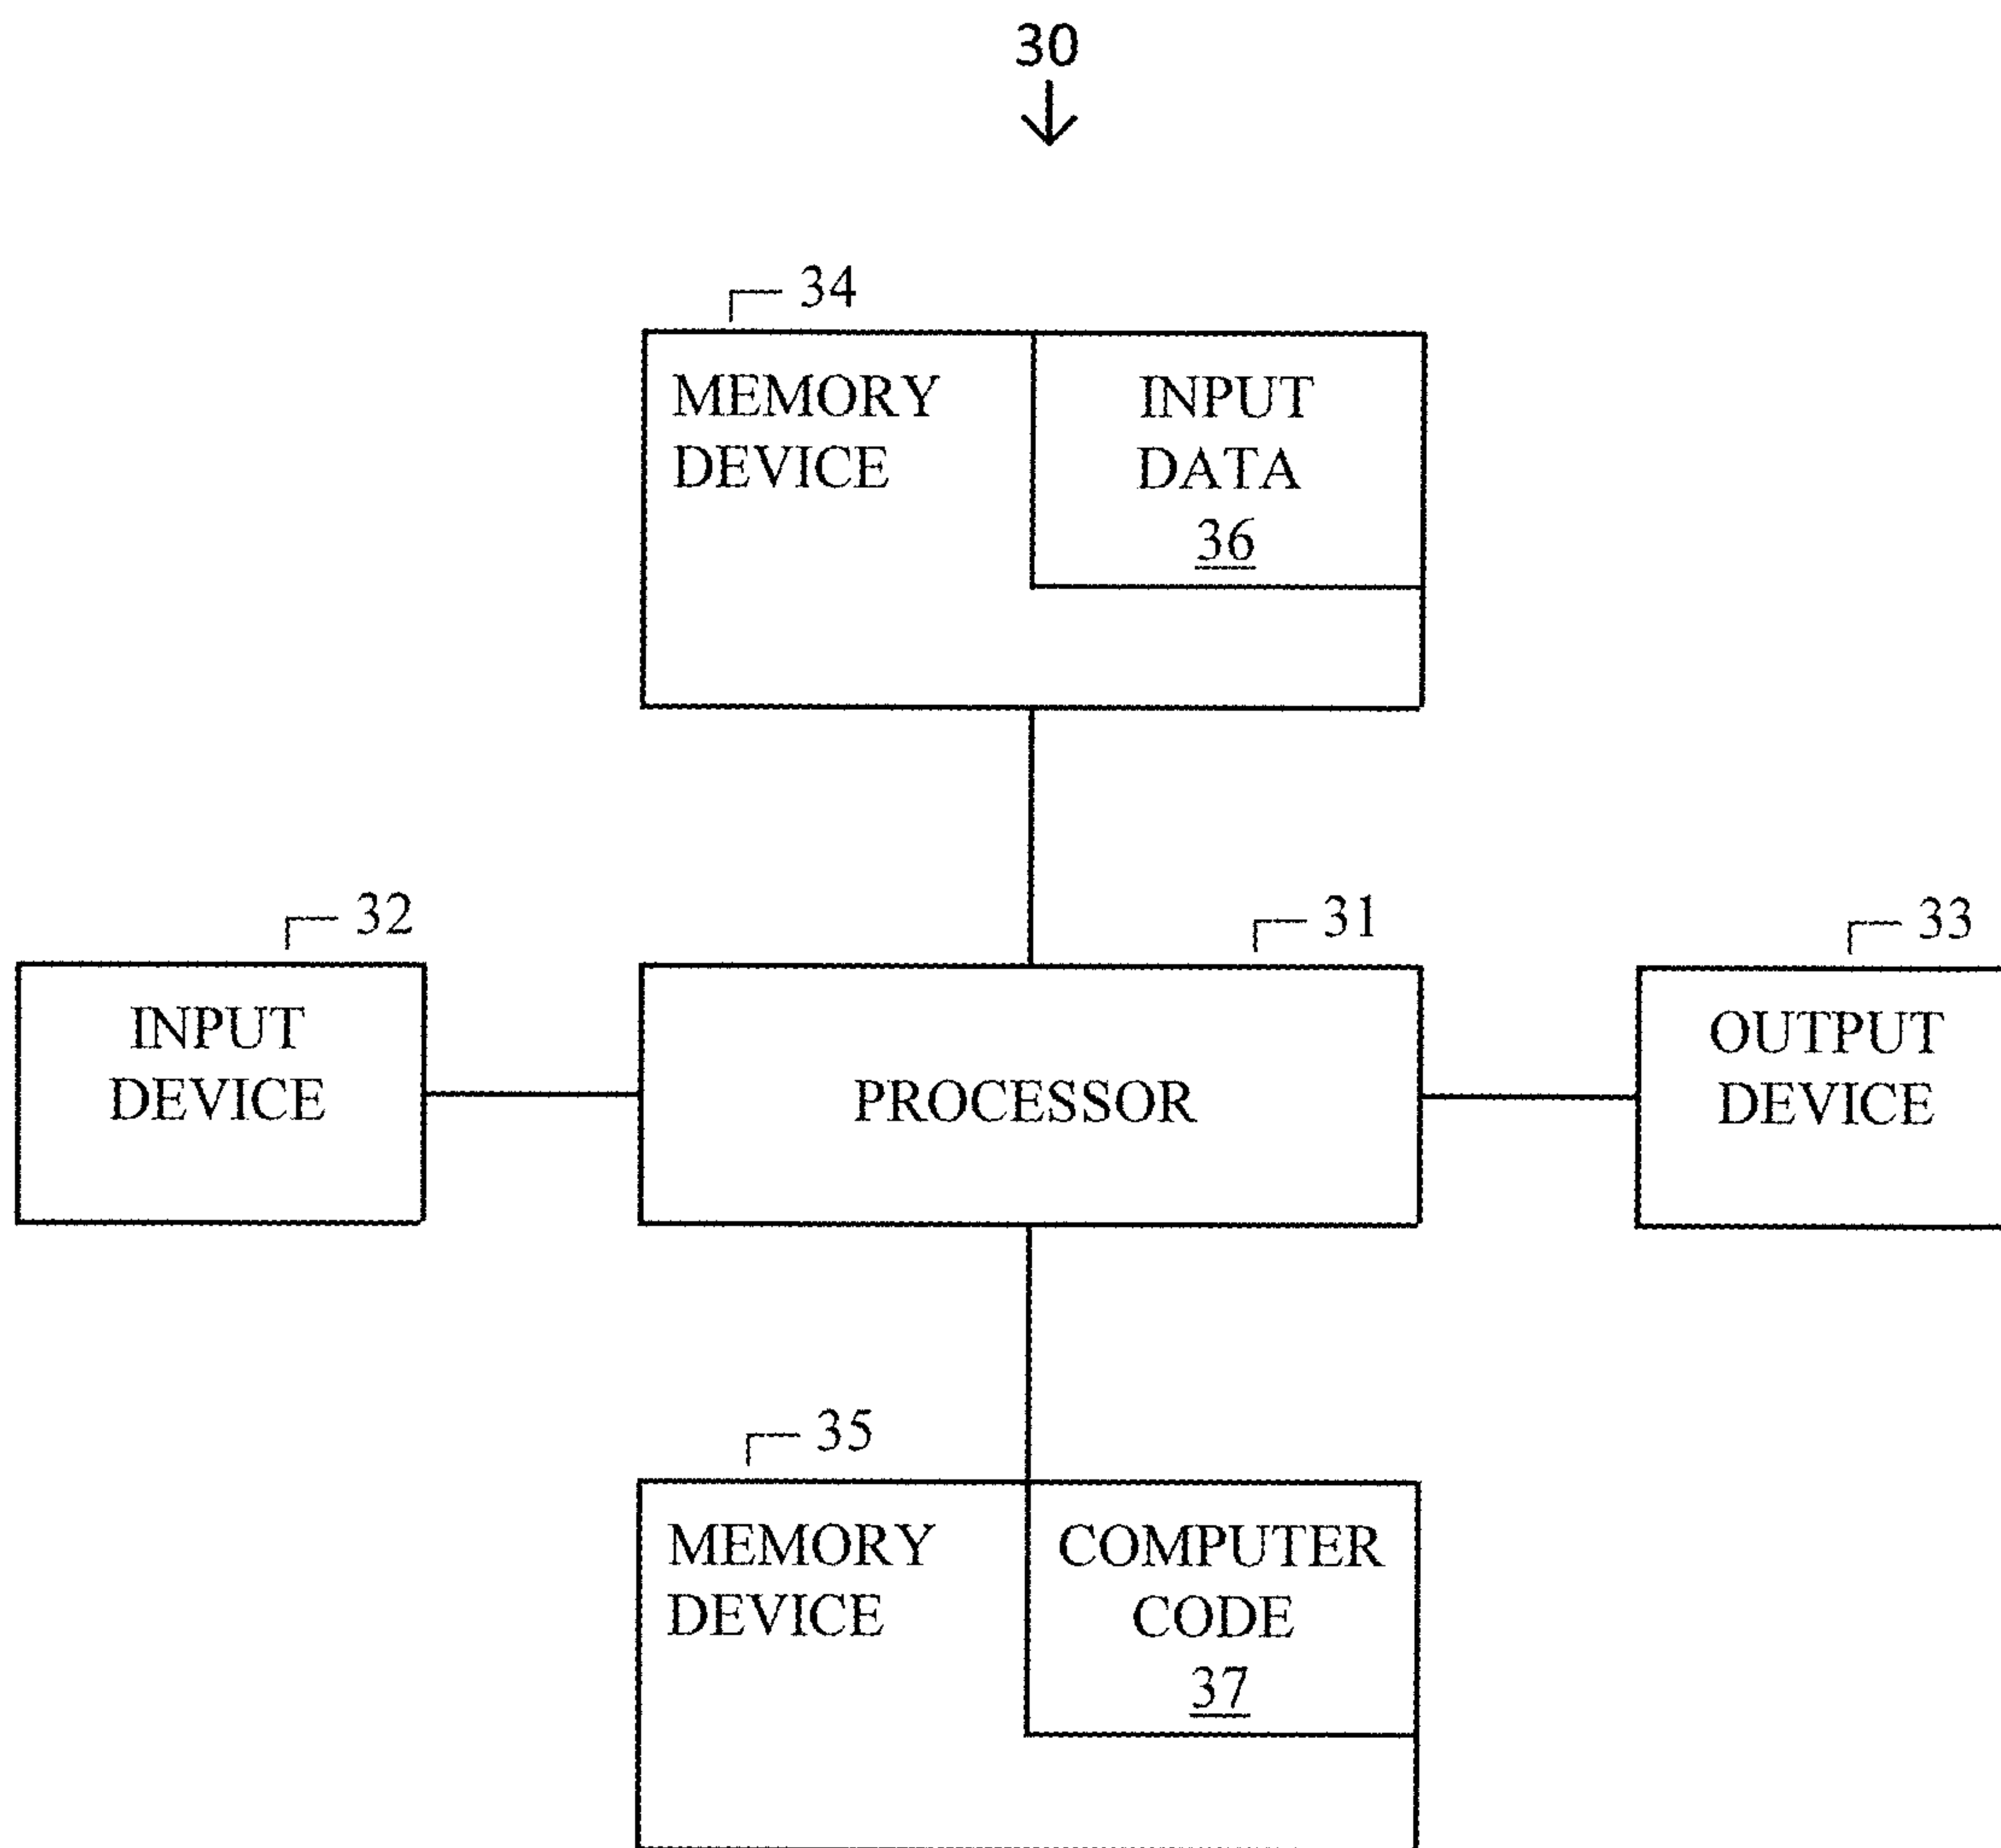 30
34
MEMORY
DEVICE
INPUT
DATA
36
32
31
33
INPUT
DEVICE
PROCESSOR
OUTPUT
DEVICE
35
MEMORY
DEVICE
COMPUTER
CODE
37